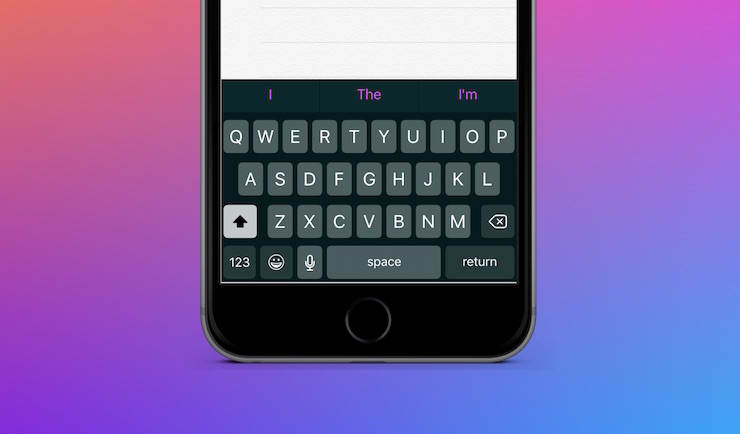 I The I'm
Q W E R T Y U I O P
A S D F G H J K L
Z X C V B N M
123 space return